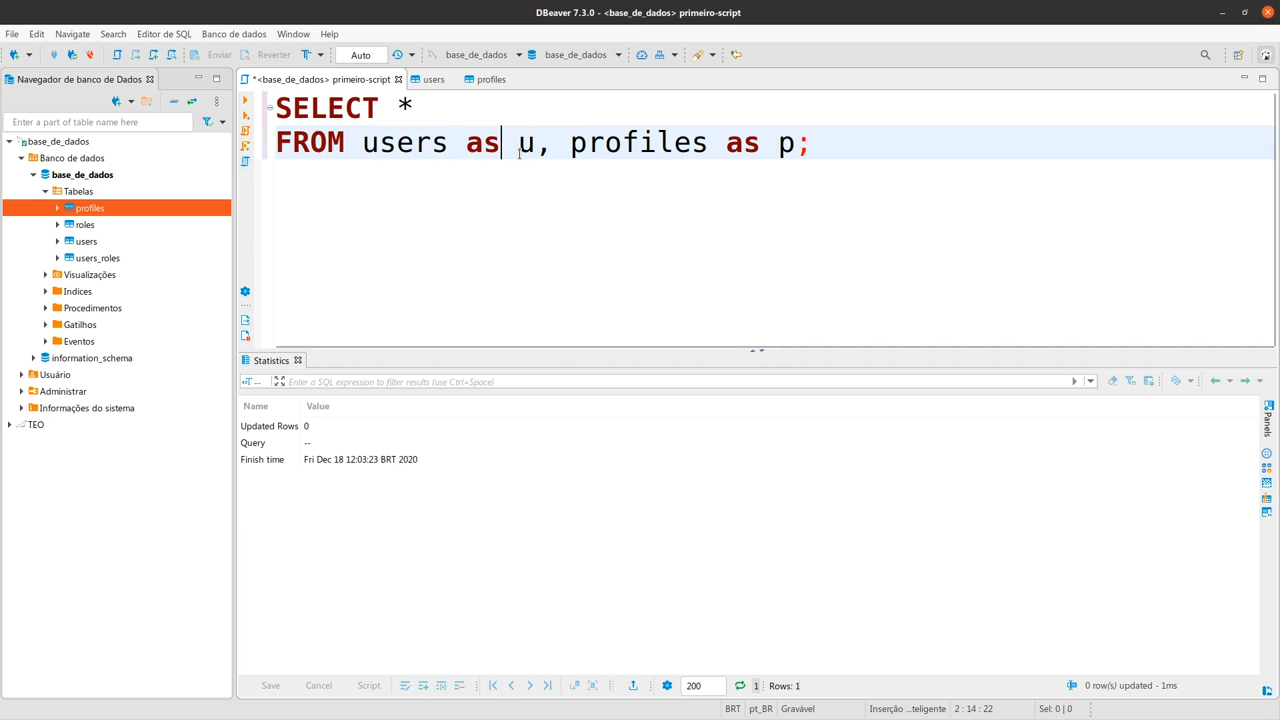 DBeaver 7.3.0 - <base_de_dados> primeiro-script
File Edit Navigate Search Editor de SQL Banco de dados Window Help
Enviar Reverter Auto base_de_dados base_de_dados
Navegador de banco de Dados
*<base_de_dados> primeiro-script users profiles
Enter a part of table name here
SELECT *
FROM users as u, profiles as p;
base_de_dados
Banco de dados
base_de_dados
Tabelas
profiles
roles
users
users_roles
Visualizações
Indices
Procedimentos
Gatilhos
Eventos
information_schema
Usuário
Administrar
Informações do sistema
TEO
Statistics
Enter a SQL expression to filter results (use Ctrl+Space)
Name Value
Updated Rows 0
Query --
Finish time Fri Dec 18 12:03:23 BRT 2020
Panels
Save Cancel Script 200 1 Rows: 1 0 row(s) updated - 1ms
BRT pt_BR Gravável Inserção ...teligente 2 : 14 : 22 Sel: 0 | 0